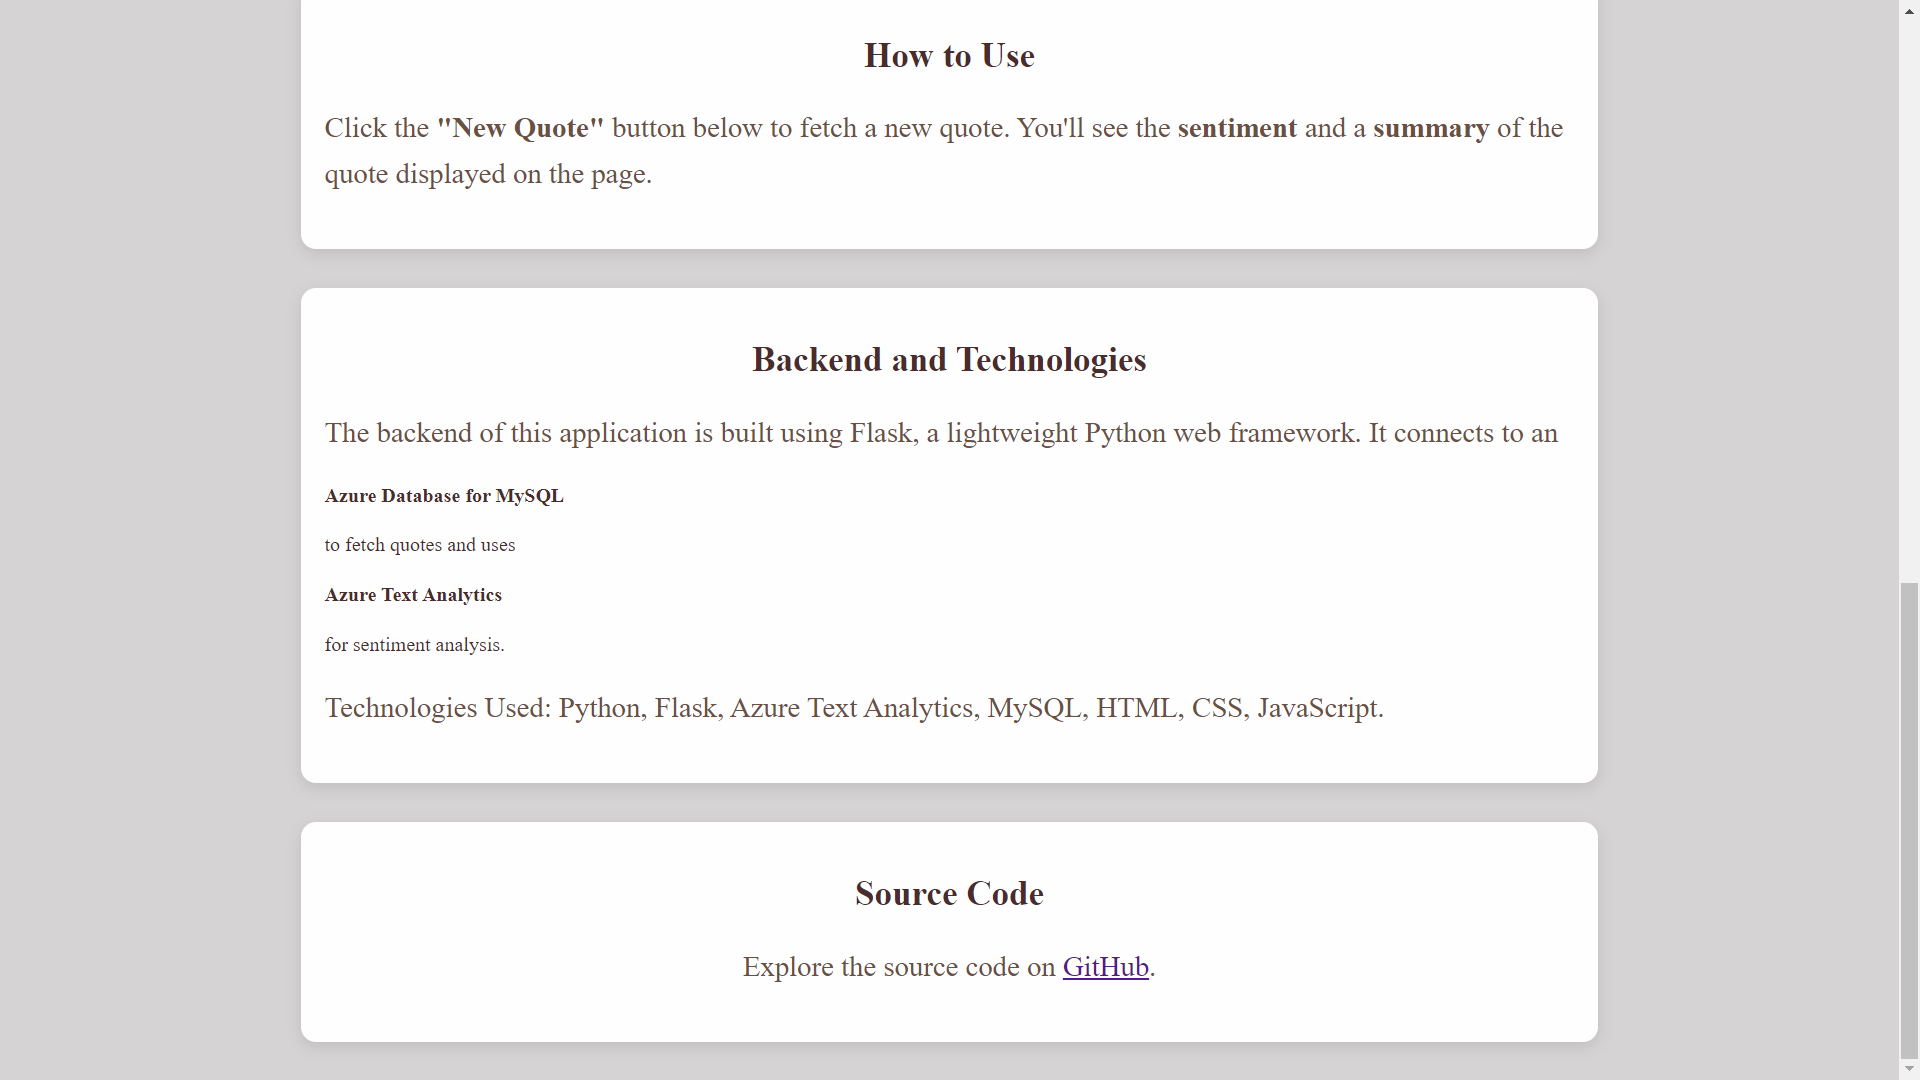 How to Use
Click the "New Quote" button below to fetch a new quote. You'll see the sentiment and a summary of the
quote displayed on the page.
Backend and Technologies
The backend of this application is built using Flask, a lightweight Python web framework. It connects to an
Azure Database for MySQL
to fetch quotes and uses
Azure Text Analytics
for sentiment analysis.
Technologies Used: Python, Flask, Azure Text Analytics, MySQL, HTML, CSS, JavaScript.
Source Code
Explore the source code on GitHub.